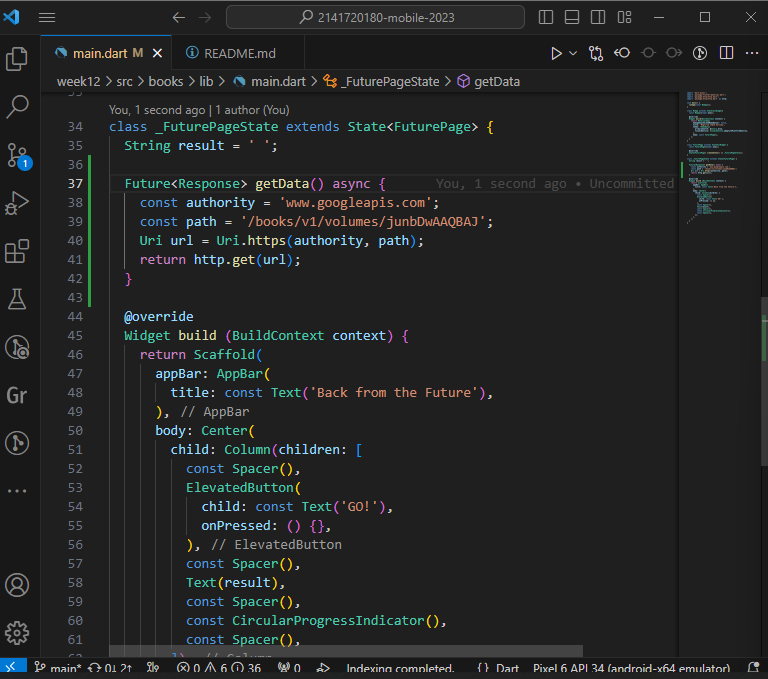 2141720180-mobile-2023
main.dart M
README.md
week12 > src > books > lib > main.dart > _FuturePageState > getData
33
You, 1 second ago | 1 author (You)
34 class _FuturePageState extends State<FuturePage> {
35 String result = ' ';
36
37 Future<Response> getData() async { You, 1 second ago • Uncommitted
38 const authority = 'www.googleapis.com';
39 const path = '/books/v1/volumes/junbDwAAQBAJ';
40 Uri url = Uri.https(authority, path);
41 return http.get(url);
42 }
43
44 @override
45 Widget build (BuildContext context) {
46 return Scaffold(
47 appBar: AppBar(
48 title: const Text('Back from the Future'),
49 ), // AppBar
50 body: Center(
51 child: Column(children: [
52 const Spacer(),
53 ElevatedButton(
54 child: const Text('GO!'),
55 onPressed: () {},
56 ), // ElevatedButton
57 const Spacer(),
58 Text(result),
59 const Spacer(),
60 const CircularProgressIndicator(),
61 const Spacer(),
62 ]), // Column
1
Gr
main* 0↓ 2↑ 0 6 36 0 Indexing completed. {} Dart Pixel 6 API 34 (android-x64 emulator)